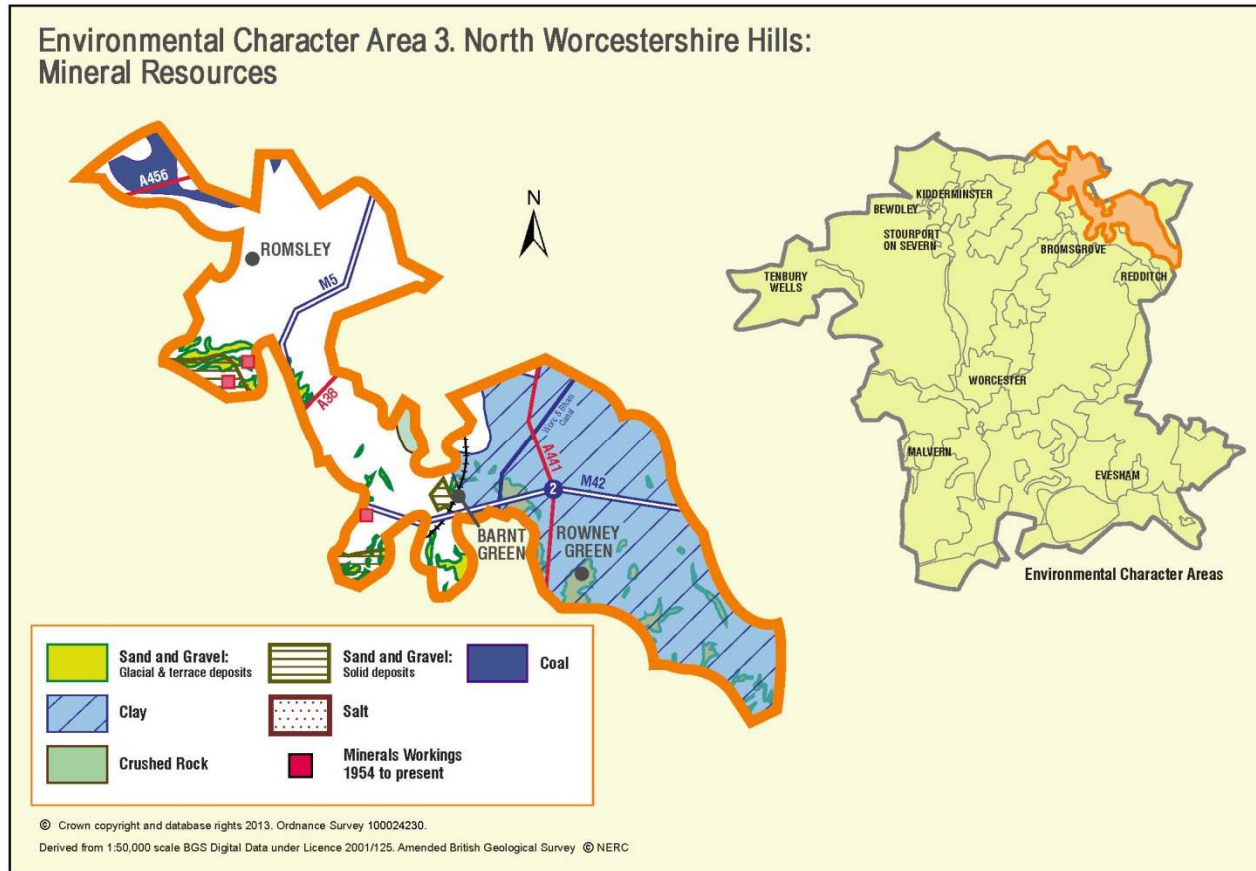 Environmental Character Area 3. North Worcestershire Hills:
Mineral Resources
A456
ROMSLEY
M5
N
A38
Worc & B'ham
Canal
A441
2
M42
BARNT
GREEN
ROWNEY
GREEN
KIDDERMINSTER
BEWDLEY
STOURPORT
ON SEVERN
BROMSGROVE
TENBURY
WELLS
REDDITCH
WORCESTER
MALVERN
EVESHAM
Environmental Character Areas
Sand and Gravel:
Glacial & terrace deposits
Sand and Gravel:
Solid deposits
Coal
Clay
Salt
Crushed Rock
Minerals Workings
1954 to present
© Crown copyright and database rights 2013. Ordnance Survey 100024230.
Derived from 1:50,000 scale BGS Digital Data under Licence 2001/125. Amended British Geological Survey © NERC